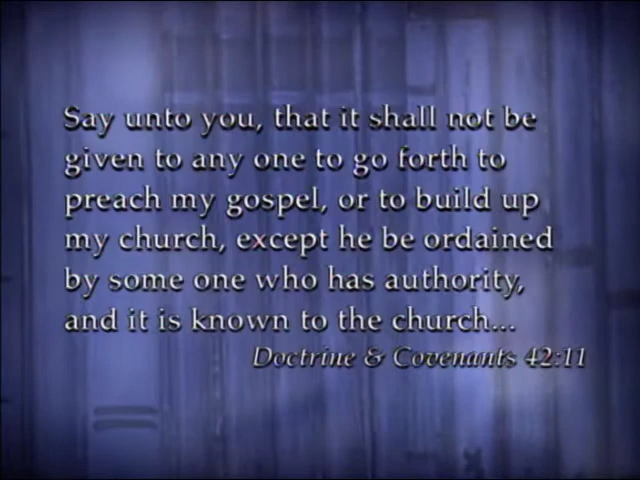 Say unto you, that it shall not be
given to any one to go forth to
preach my gospel, or to build up
my church, except he be ordained
by some one who has authority,
and it is known to the church...
Doctrine & Covenants 42:11